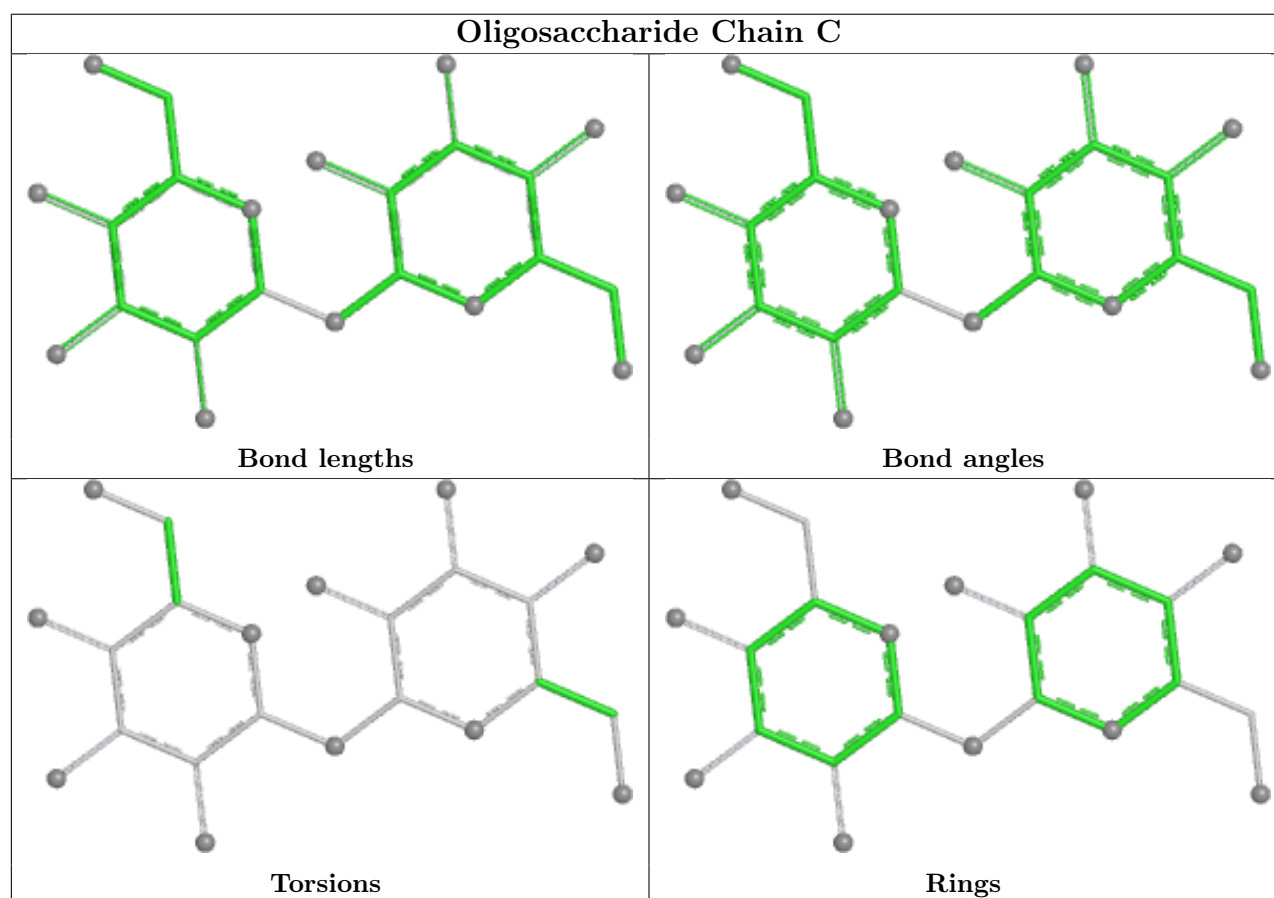 Oligosaccharide Chain C
Bond lengths
Bond angles
Torsions
Rings